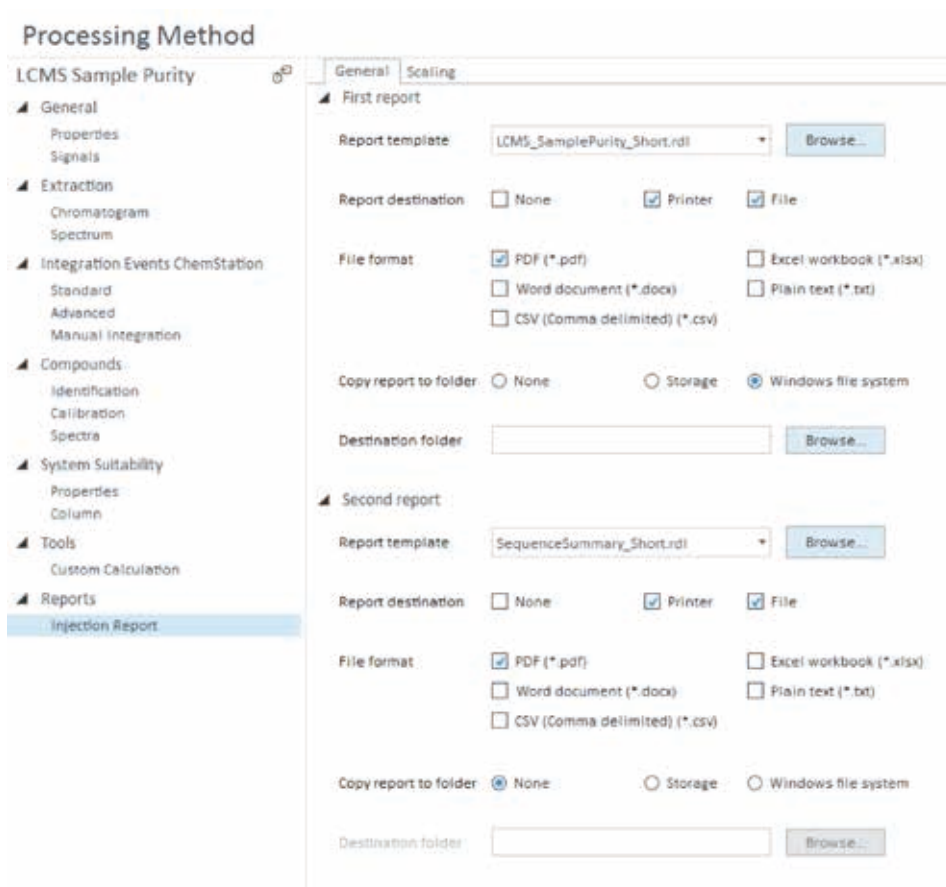 Processing Method
LCMS Sample Purity
General
Properties
Signals
Extraction
Chromatogram
Spectrum
Integration Events ChemStation
Standard
Advanced
Manual Integration
Compounds
Identification
Calibration
Spectra
System Suitability
Properties
Column
Tools
Custom Calculation
Reports
Injection Report
General Scaling
First report
Report template LCMS_SamplePurity_Short.rdl Browse...
Report destination None Printer File
File format PDF (*.pdf) Excel workbook (*.xlsx)
Word document (*.docx) Plain text (*.txt)
CSV (Comma delimited) (*.csv)
Copy report to folder None Storage Windows file system
Destination folder Browse...
Second report
Report template SequenceSummary_Short.rdl Browse...
Report destination None Printer File
File format PDF (*.pdf) Excel workbook (*.xlsx)
Word document (*.docx) Plain text (*.txt)
CSV (Comma delimited) (*.csv)
Copy report to folder None Storage Windows file system
Destination folder Browse...